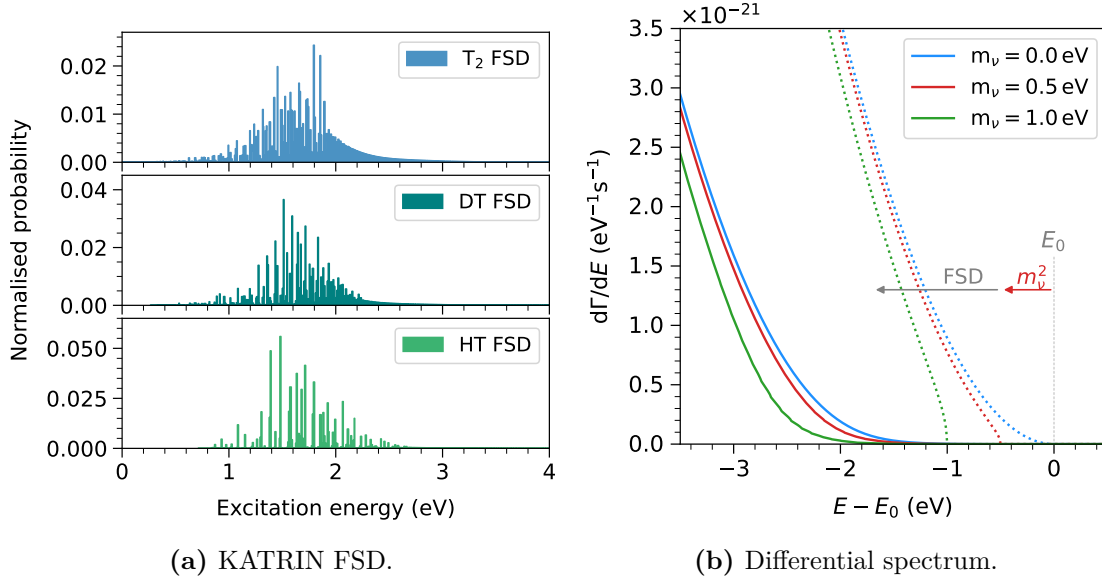 Normalised probability
0.02
0.01
0.00
T₂ FSD
0.04
0.02
0.00
DT FSD
0.050
0.025
0.000
HT FSD
0 1 2 3 4
Excitation energy (eV)
(a) KATRIN FSD.
×10⁻²¹
dΓ/dE (eV⁻¹s⁻¹)
3.5
3.0
2.5
2.0
1.5
1.0
0.5
0.0
m_ν = 0.0 eV
m_ν = 0.5 eV
m_ν = 1.0 eV
E₀
FSD m_ν²
−3 −2 −1 0
E − E₀ (eV)
(b) Differential spectrum.